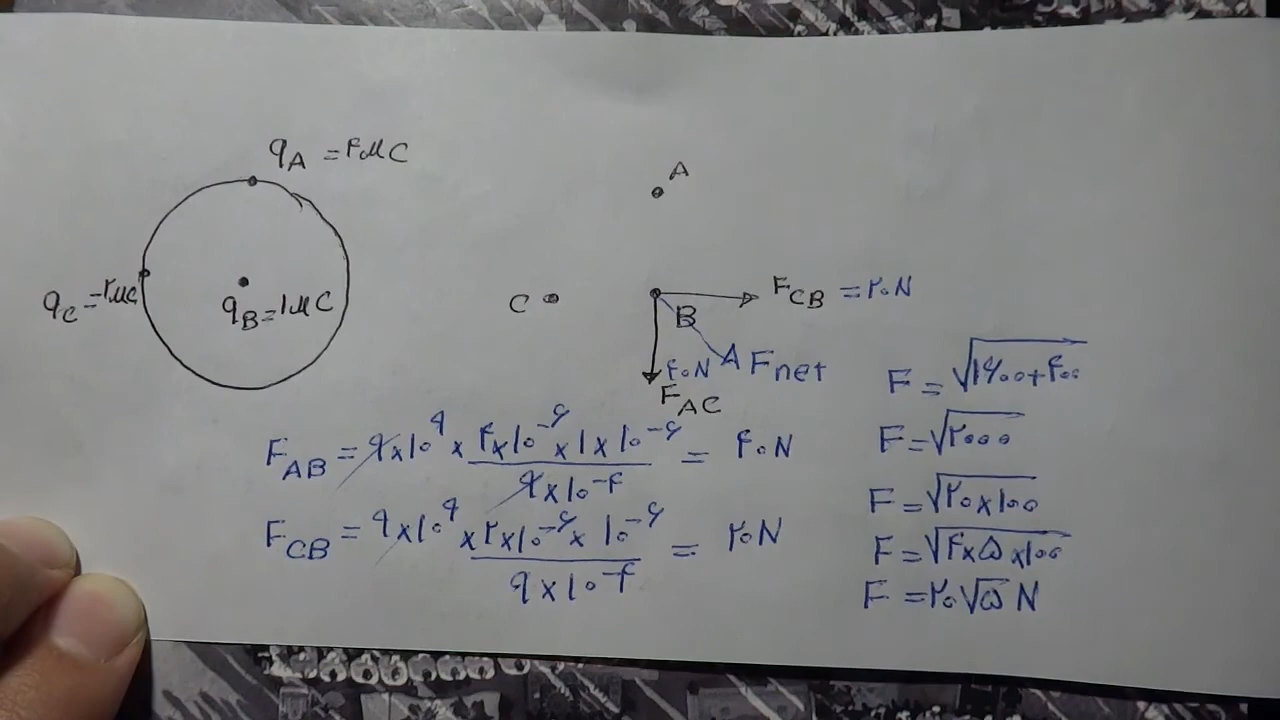 q_A = ۴μC
q_C = -۲μC
q_B = ۱μC
A
C
B
F_CB = ۲۰N
۴۰N
F_net
F_AC
F_AB = ۹×۱۰^۹ × ۴×۱۰^-۶ × ۱×۱۰^-۶ / ۹×۱۰^-۴ = ۴۰N
F_CB = ۹×۱۰^۹ × ۲×۱۰^-۶ × ۱۰^-۶ / ۹×۱۰^-۴ = ۲۰N
F = √۱۶۰۰+۴۰۰
F = √۲۰۰۰
F = √۲۰×۱۰۰
F = √۴×۵×۱۰۰
F = ۲۰√۵ N